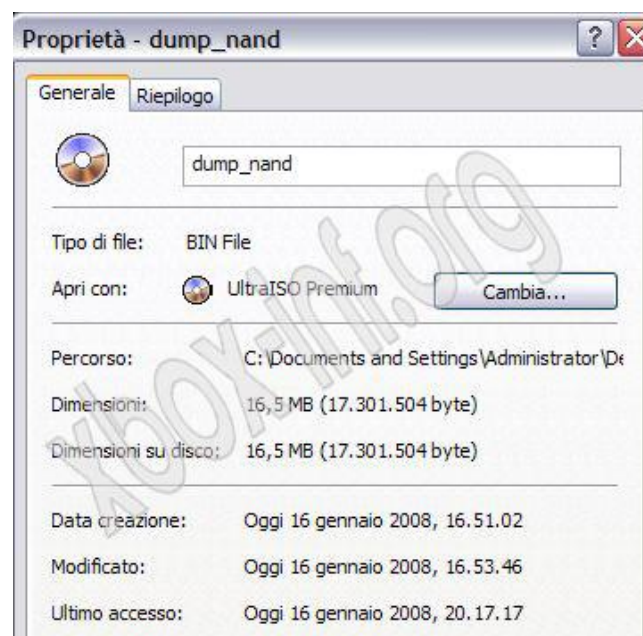 Proprietà - dump_nand
Generale Riepilogo
dump_nand
Tipo di file: BIN File
Apri con: UltraISO Premium Cambia...
Percorso: C:\Documents and Settings\Administrator\De
Dimensioni: 16,5 MB (17.301.504 byte)
Dimensioni su disco: 16,5 MB (17.301.504 byte)
Data creazione: Oggi 16 gennaio 2008, 16.51.02
Modificato: Oggi 16 gennaio 2008, 16.53.46
Ultimo accesso: Oggi 16 gennaio 2008, 20.17.17
xbox-inf.org